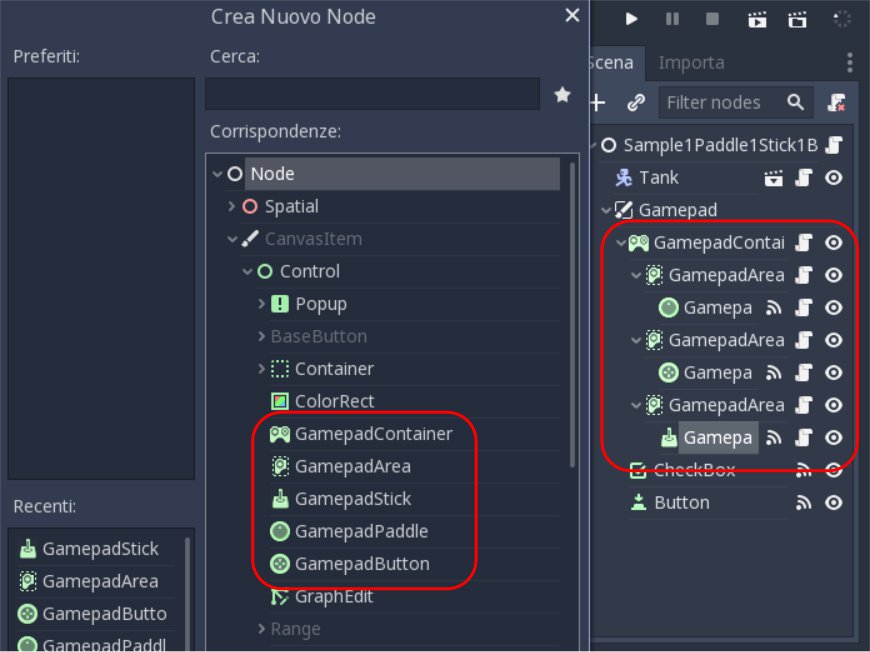 Crea Nuovo Node
Preferiti:
Cerca:
Corrispondenze:
Node
Spatial
CanvasItem
Control
Popup
BaseButton
Container
ColorRect
GamepadContainer
GamepadArea
GamepadStick
GamepadPaddle
GamepadButton
GraphEdit
Range
Recenti:
GamepadStick
GamepadArea
GamepadButto
GamepadPaddl
Scena Importa
Filter nodes
Sample1Paddle1Stick1B
Tank
Gamepad
GamepadContai
GamepadArea
Gamepa
GamepadArea
Gamepa
GamepadArea
Gamepa
CheckBox
Button